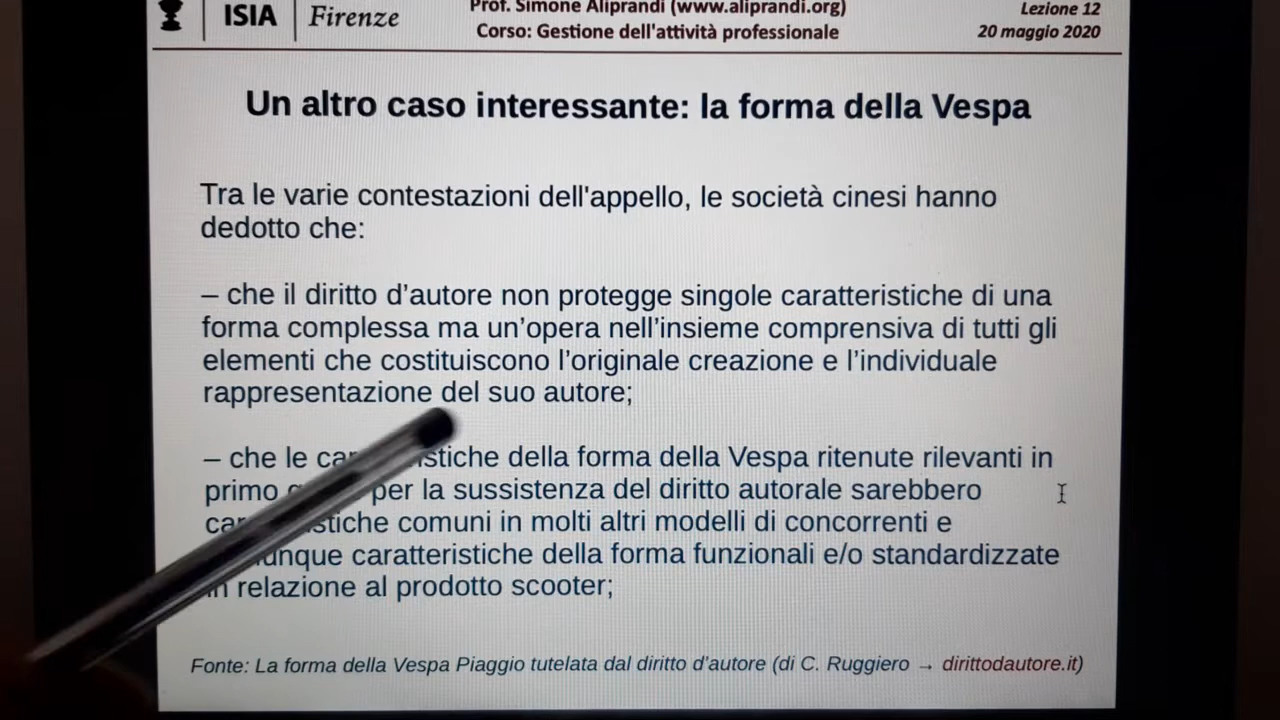 ISIA Firenze
Prof. Simone Aliprandi (www.aliprandi.org)
Corso: Gestione dell'attività professionale
Lezione 12
20 maggio 2020
Un altro caso interessante: la forma della Vespa
Tra le varie contestazioni dell'appello, le società cinesi hanno
dedotto che:
– che il diritto d’autore non protegge singole caratteristiche di una
forma complessa ma un’opera nell’insieme comprensiva di tutti gli
elementi che costituiscono l’originale creazione e l’individuale
rappresentazione del suo autore;
– che le della forma della Vespa ritenute rilevanti in
primo per la sussistenza del diritto autorale sarebbero
comuni in molti altri modelli di concorrenti e
caratteristiche della forma funzionali e/o standardizzate
in relazione al prodotto scooter;
Fonte: La forma della Vespa Piaggio tutelata dal diritto d’autore (di C. Ruggiero → dirittodautore.it)